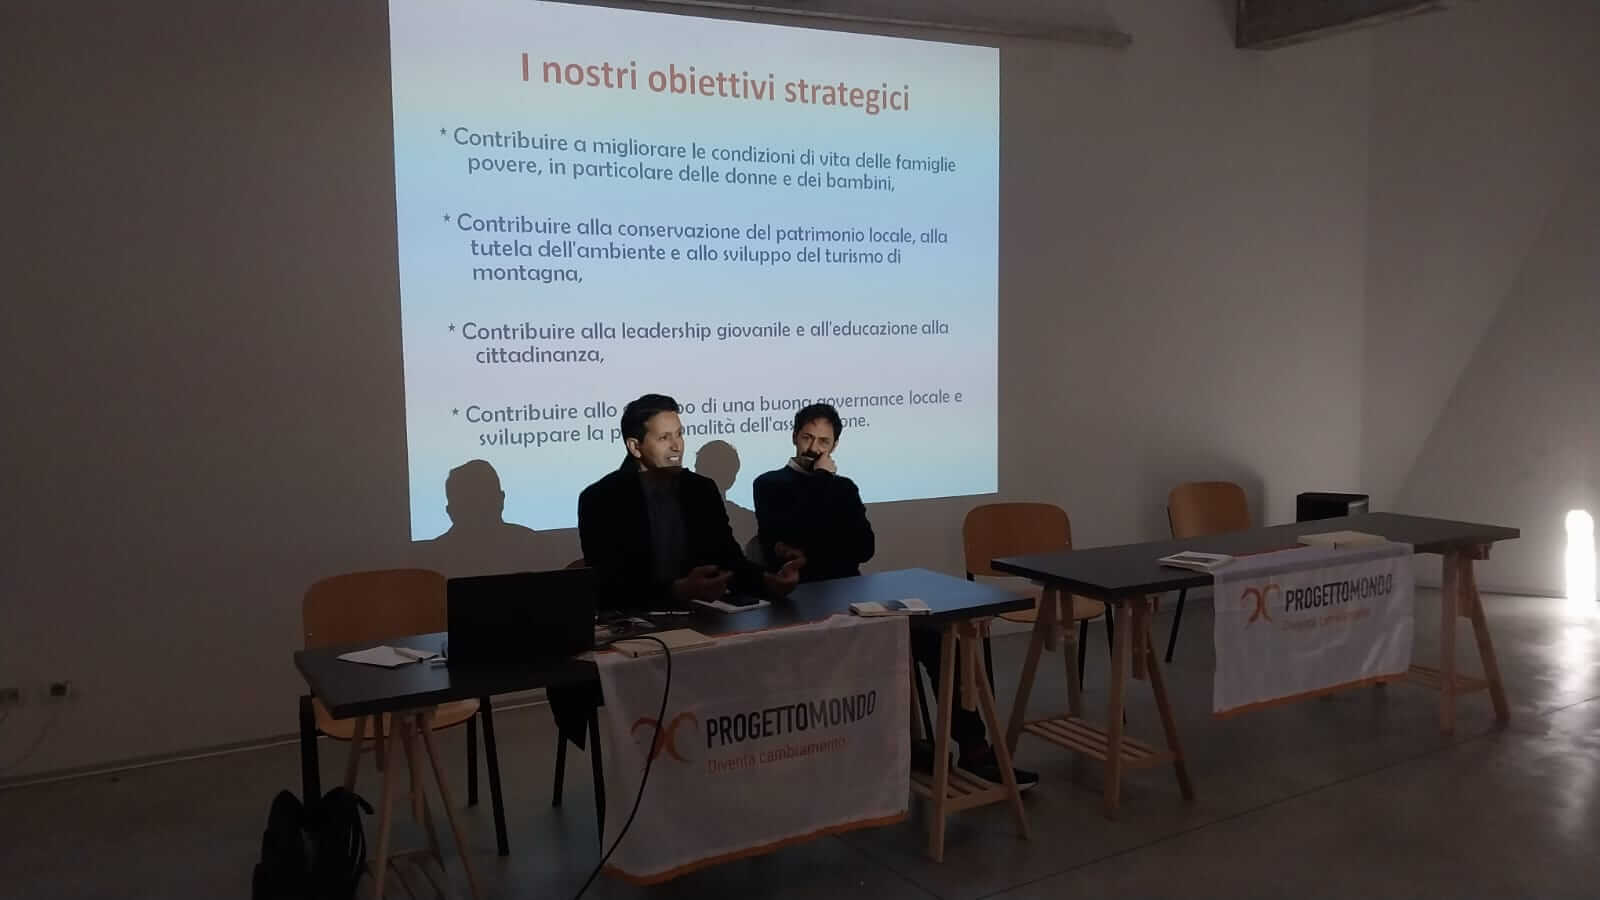 I nostri obiettivi strategici
* Contribuire a migliorare le condizioni di vita delle famiglie
povere, in particolare delle donne e dei bambini,
* Contribuire alla conservazione del patrimonio locale, alla
tutela dell'ambiente e allo sviluppo del turismo di
montagna,
* Contribuire alla leadership giovanile e all'educazione alla
cittadinanza,
* Contribuire allo di una buona governance locale e
sviluppare la
PROGETTOMONDO
Diventa cambiamento
PROGETTOMONDO
Diventa